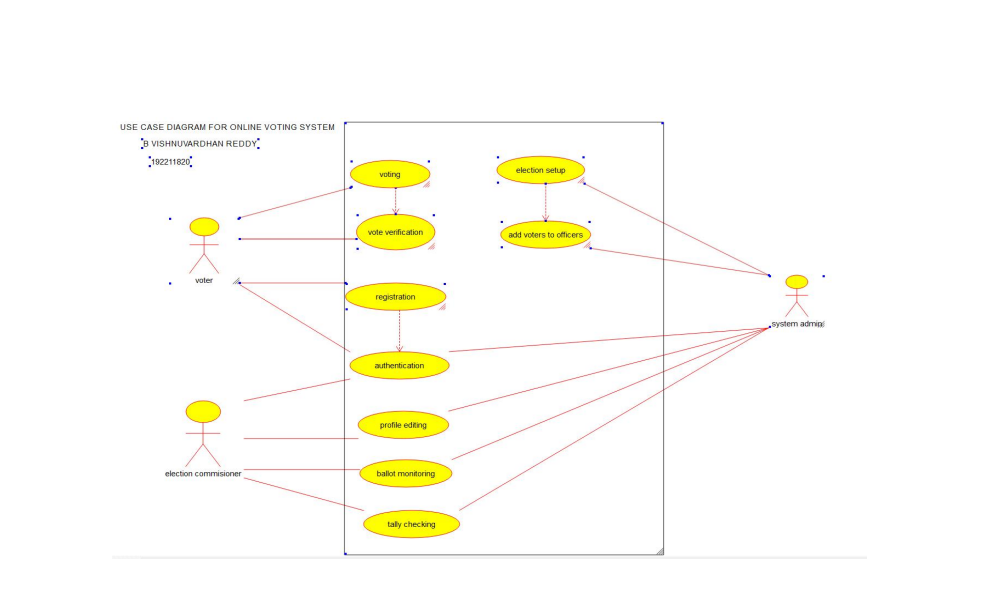 USE CASE DIAGRAM FOR ONLINE VOTING SYSTEM
B VISHNUVARDHAN REDDY
192211820
voting
election setup
vote verification
add voters to officers
voter
registration
system admin
authentication
profile editing
election commisioner
ballot monitoring
tally checking